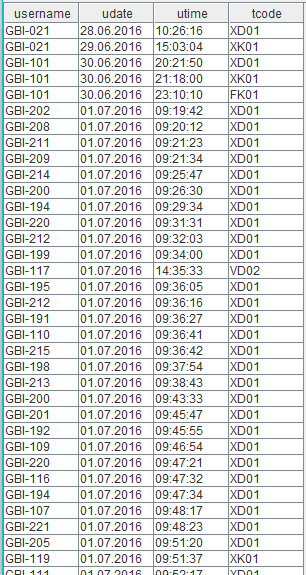 username udate utime tcode
GBI-021 28.06.2016 10:26:16 XD01
GBI-021 29.06.2016 15:03:04 XK01
GBI-101 30.06.2016 20:21:50 XD01
GBI-101 30.06.2016 21:18:00 XK01
GBI-101 30.06.2016 23:10:10 FK01
GBI-202 01.07.2016 09:19:42 XD01
GBI-208 01.07.2016 09:20:12 XD01
GBI-211 01.07.2016 09:21:23 XD01
GBI-209 01.07.2016 09:21:34 XD01
GBI-214 01.07.2016 09:25:47 XD01
GBI-200 01.07.2016 09:26:30 XD01
GBI-194 01.07.2016 09:29:34 XD01
GBI-220 01.07.2016 09:31:31 XD01
GBI-212 01.07.2016 09:32:03 XD01
GBI-199 01.07.2016 09:34:00 XD01
GBI-117 01.07.2016 14:35:33 VD02
GBI-195 01.07.2016 09:36:05 XD01
GBI-212 01.07.2016 09:36:16 XD01
GBI-191 01.07.2016 09:36:27 XD01
GBI-110 01.07.2016 09:36:41 XD01
GBI-215 01.07.2016 09:36:42 XD01
GBI-198 01.07.2016 09:37:54 XD01
GBI-213 01.07.2016 09:38:43 XD01
GBI-200 01.07.2016 09:43:33 XD01
GBI-201 01.07.2016 09:45:47 XD01
GBI-192 01.07.2016 09:45:55 XD01
GBI-109 01.07.2016 09:46:54 XD01
GBI-220 01.07.2016 09:47:21 XD01
GBI-116 01.07.2016 09:47:32 XD01
GBI-194 01.07.2016 09:47:34 XD01
GBI-107 01.07.2016 09:48:17 XD01
GBI-221 01.07.2016 09:48:23 XD01
GBI-205 01.07.2016 09:51:20 XD01
GBI-119 01.07.2016 09:51:37 XK01